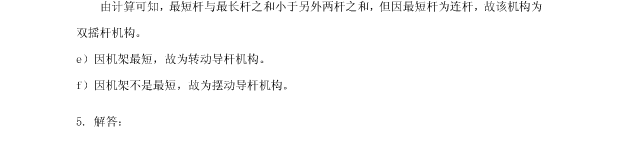 由计算可知，最短杆与最长杆之和小于另外两杆之和，但因最短杆为连杆，故该机构为
双摇杆机构。
e）因机架最短，故为转动导杆机构。
f）因机架不是最短，故为摆动导杆机构。
5. 解答：